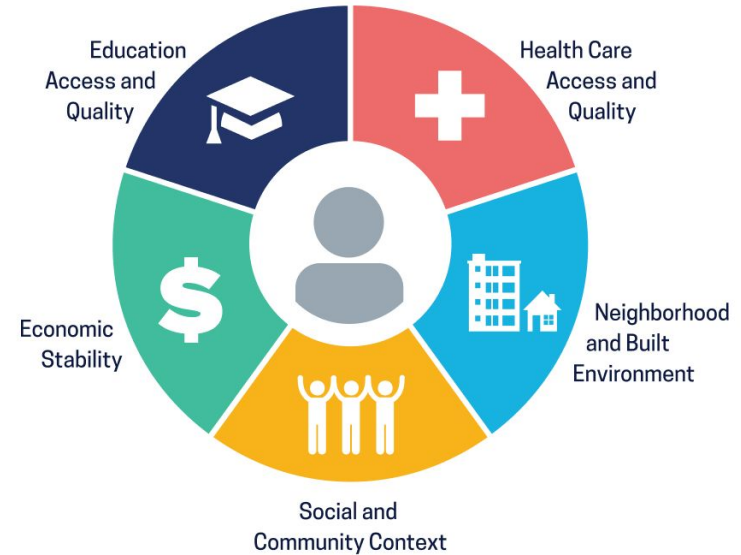 Education
Access and
Quality
Health Care
Access and
Quality
Economic
Stability
$
Neighborhood
and Built
Environment
Social and
Community Context